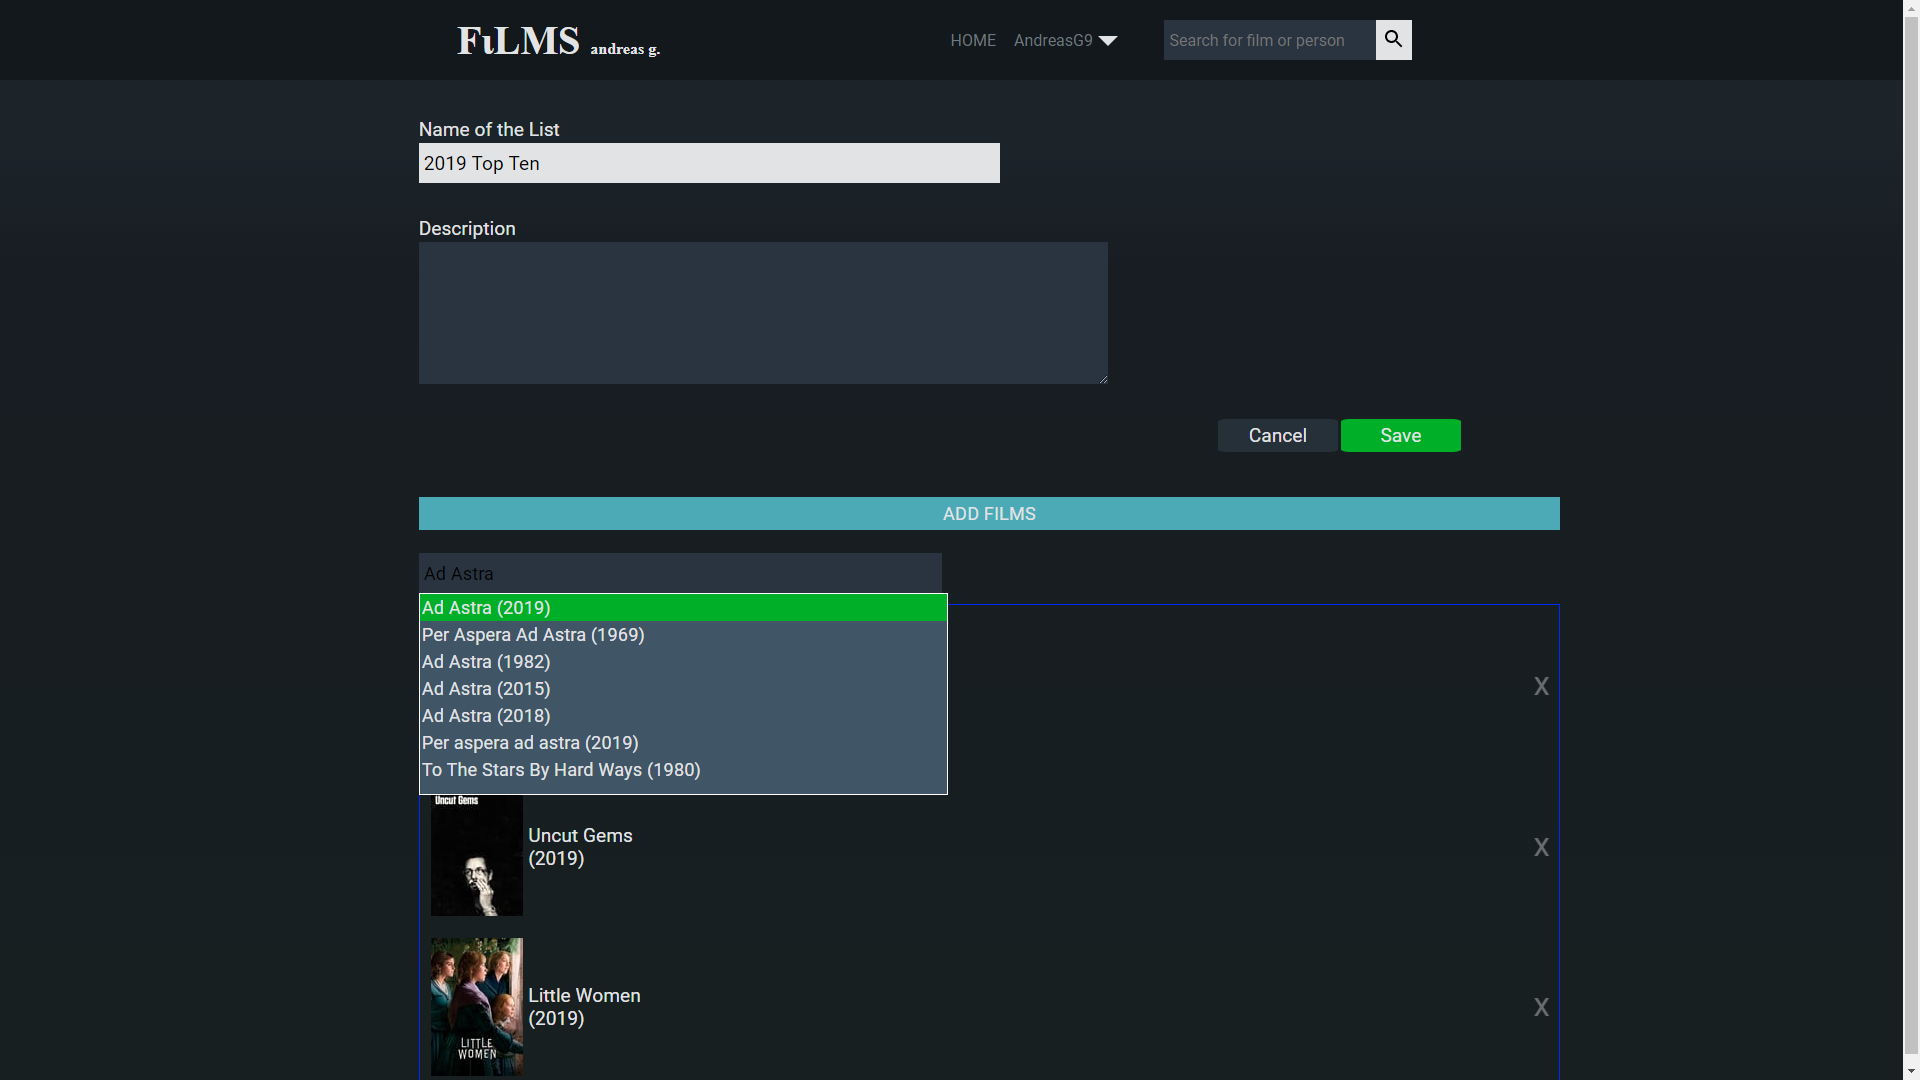 FιLMS andreas g.
HOME AndreasG9
Search for film or person
Name of the List
2019 Top Ten
Description
Cancel Save
ADD FILMS
Ad Astra
Ad Astra (2019)
Per Aspera Ad Astra (1969)
Ad Astra (1982)
Ad Astra (2015)
Ad Astra (2018)
Per aspera ad astra (2019)
To The Stars By Hard Ways (1980)
X
Uncut Gems
Uncut Gems
(2019)
X
Little Women
(2019)
X
LITTLE
WOMEN